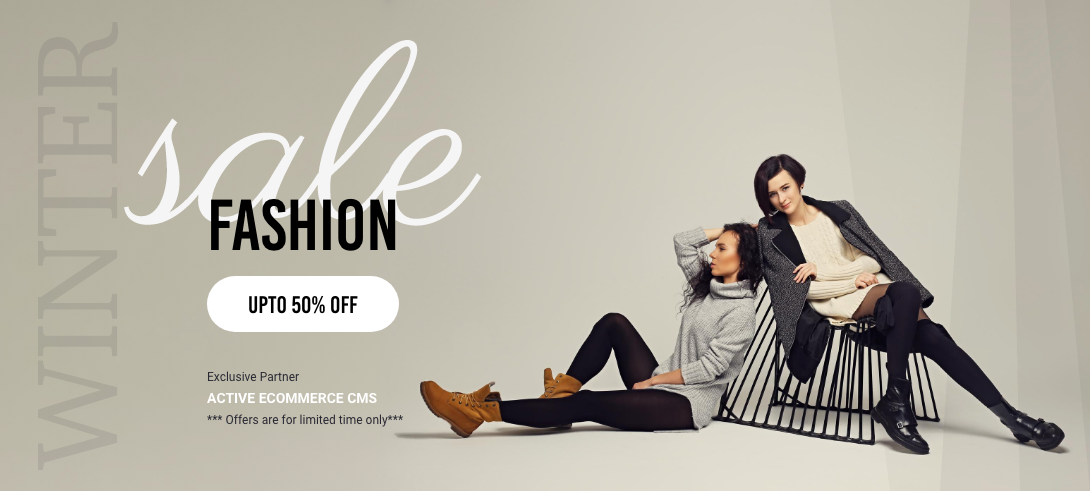 WINTER
sale
FASHION
UPTO 50% OFF
Exclusive Partner
ACTIVE ECOMMERCE CMS
*** Offers are for limited time only***